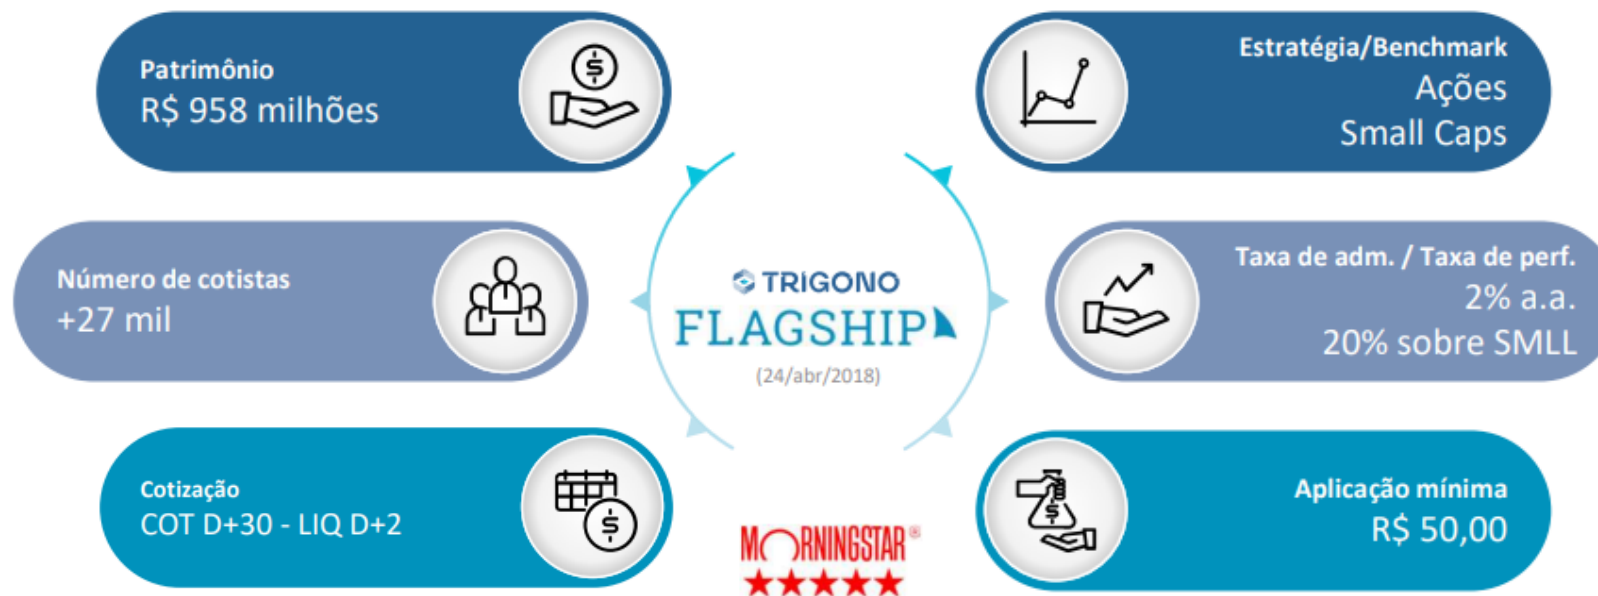 Patrimônio
R$ 958 milhões
Estratégia/Benchmark
Ações
Small Caps
Número de cotistas
+27 mil
TRÍGONO
FLAGSHIP
(24/abr/2018)
Taxa de adm. / Taxa de perf.
2% a.a.
20% sobre SMLL
Cotização
COT D+30 - LIQ D+2
MORNINGSTAR®
Aplicação mínima
R$ 50,00